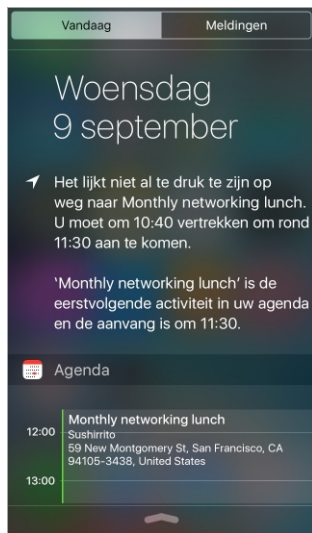 Vandaag
Meldingen
Woensdag
9 september
Het lijkt niet al te druk te zijn op
weg naar Monthly networking lunch.
U moet om 10:40 vertrekken om rond
11:30 aan te komen.
‘Monthly networking lunch’ is de
eerstvolgende activiteit in uw agenda
en de aanvang is om 11:30.
Agenda
Monthly networking lunch
12:00
Sushirrito
59 New Montgomery St, San Francisco, CA
94105-3438, United States
13:00